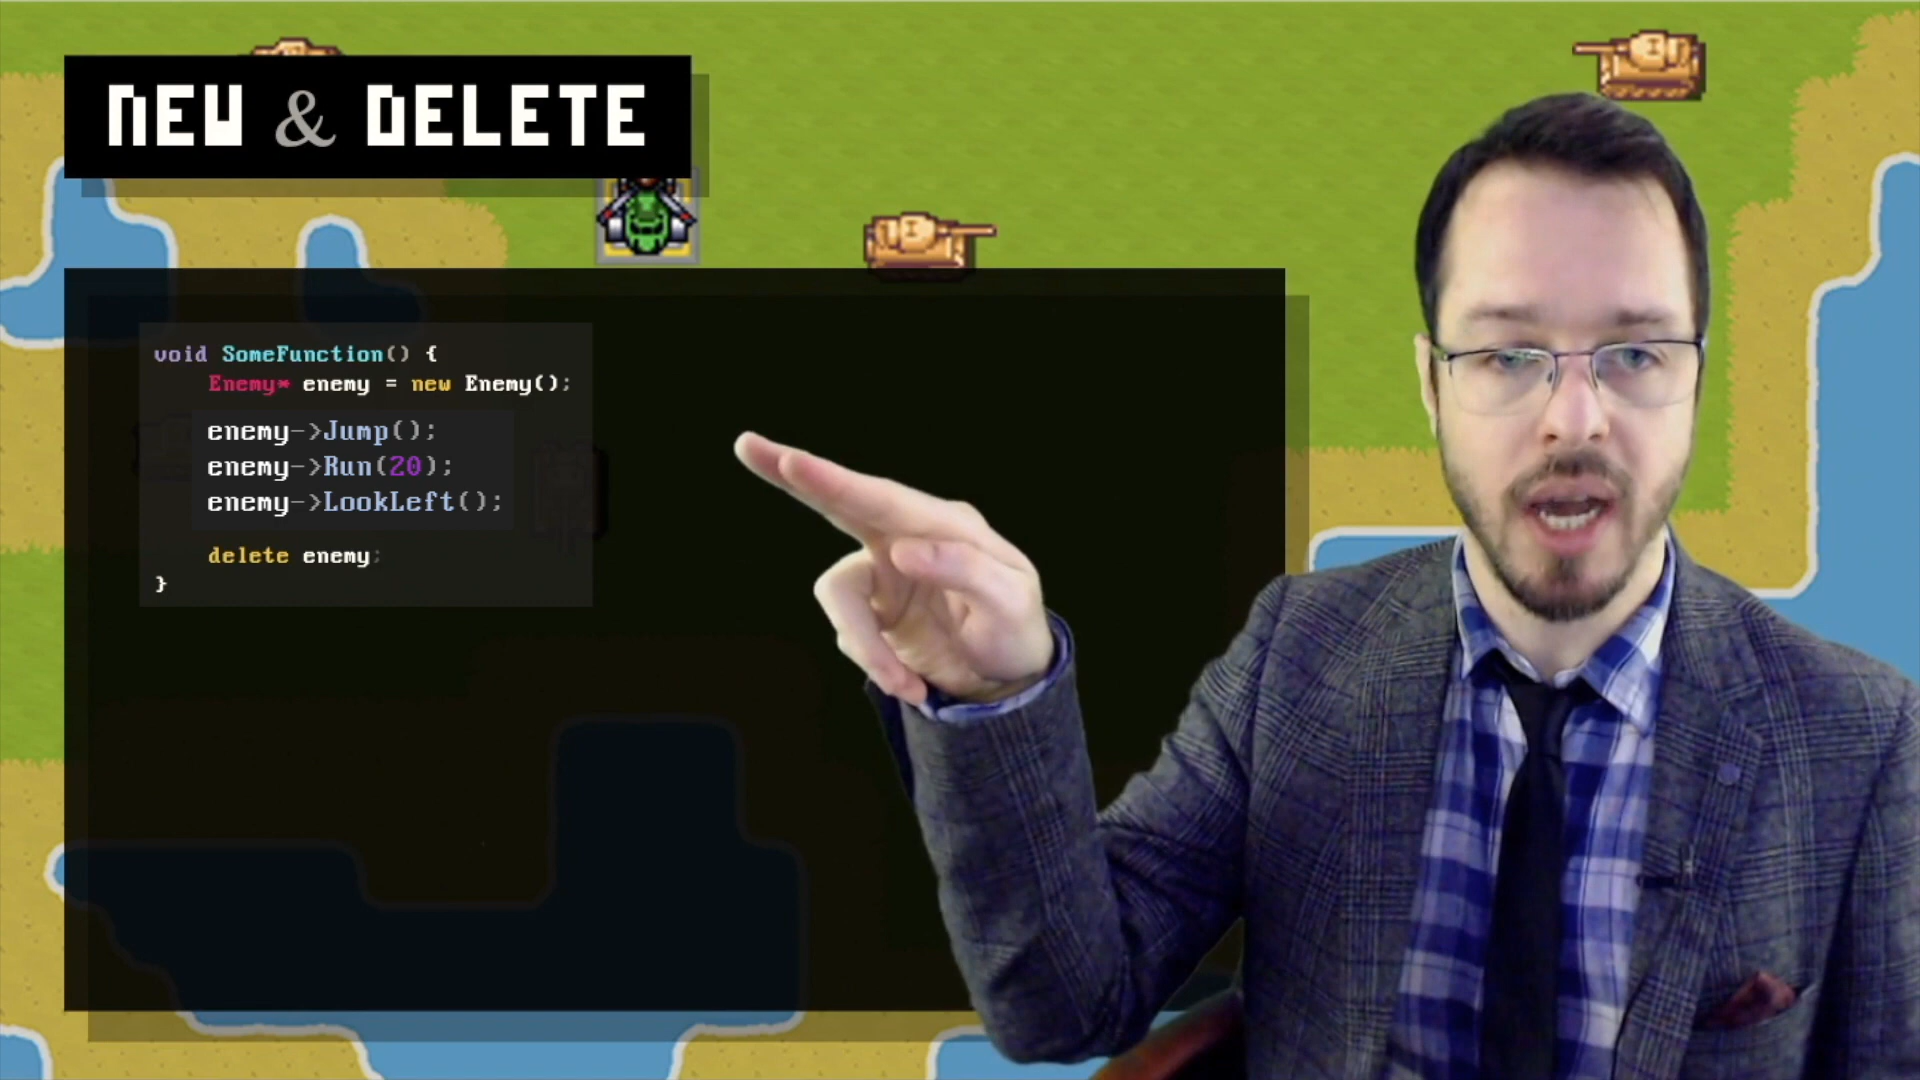 NEW & DELETE
void SomeFunction() {
Enemy* enemy = new Enemy();
enemy->Jump();
enemy->Run(20);
enemy->LookLeft();
delete enemy;
}